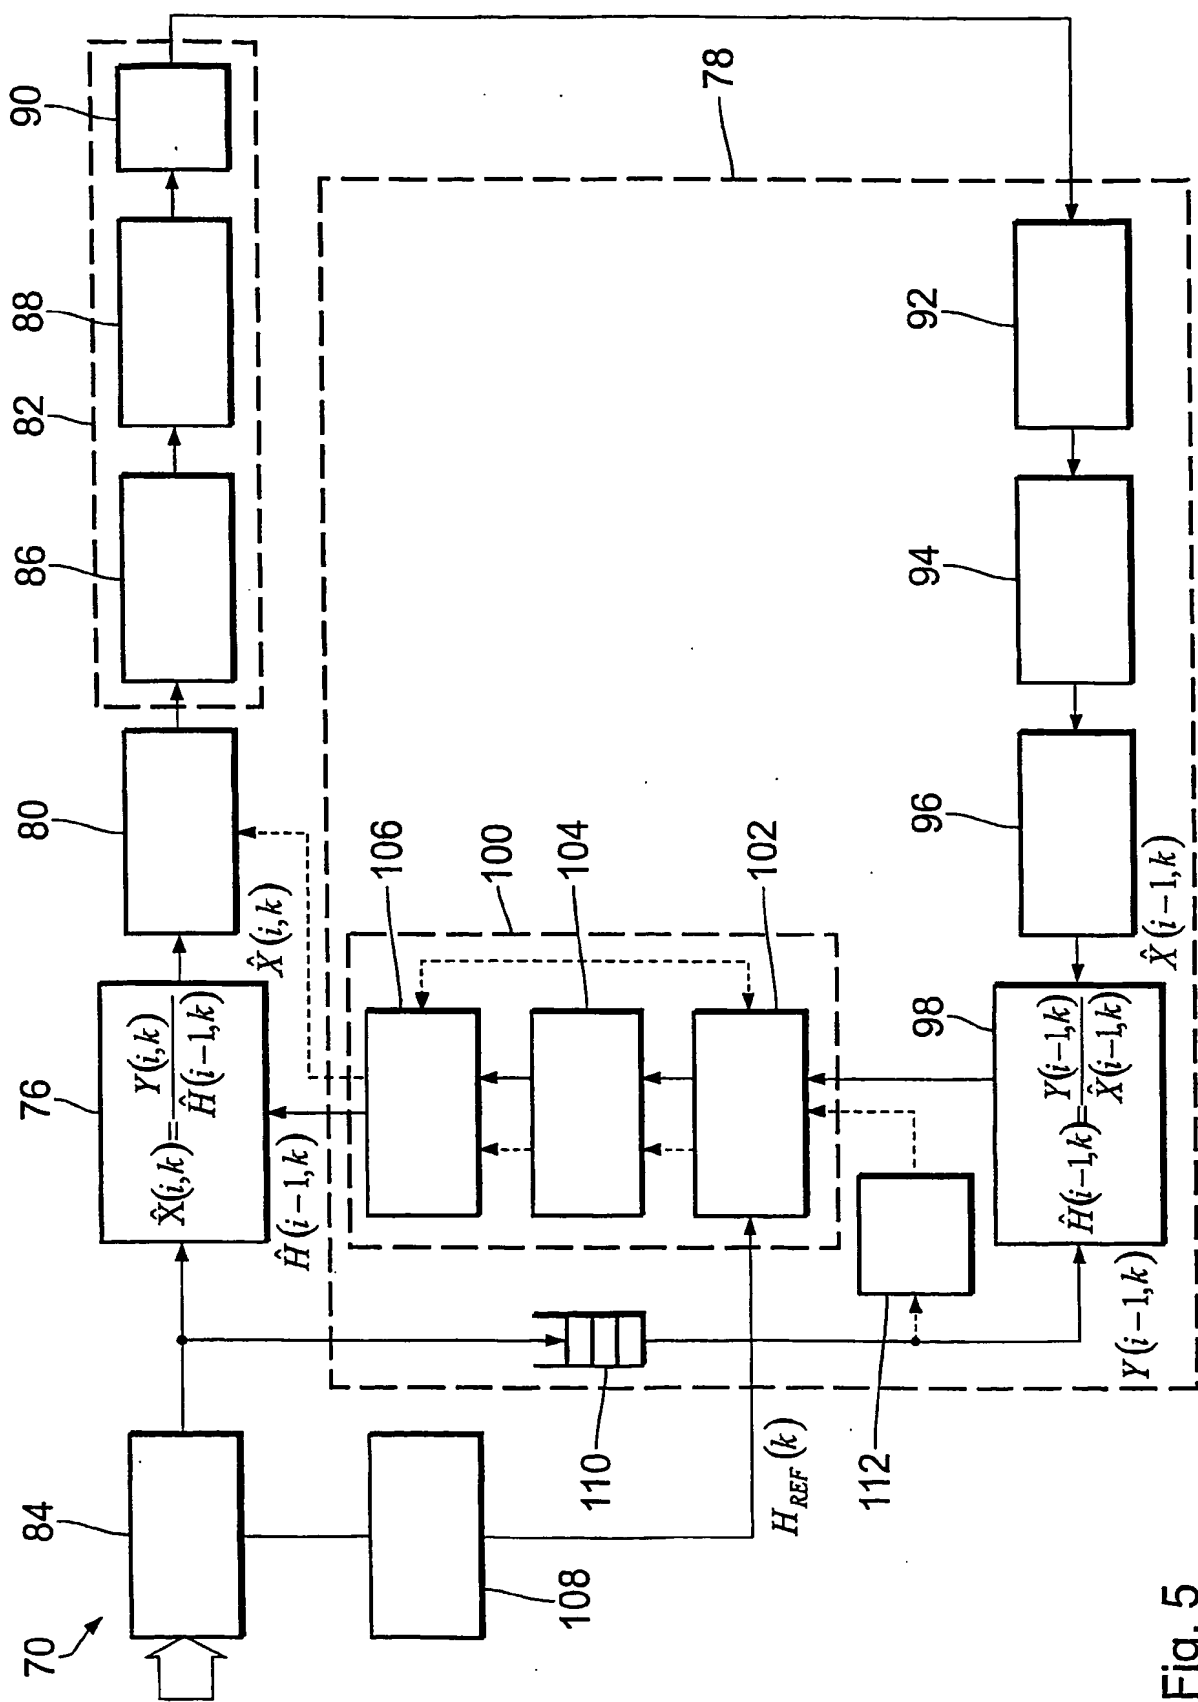 70
84
76
80
86
82
88
90
X̂(i,k) = Y(i,k) / Ĥ(i−1,k)
X̂(i,k)
Ĥ(i−1,k)
108
110
106
100
104
102
78
H_REF(k)
112
98
96
94
92
Ĥ(i−1,k) = Y(i−1,k) / X̂(i−1,k)
Y(i−1,k)
X̂(i−1,k)
Fig. 5